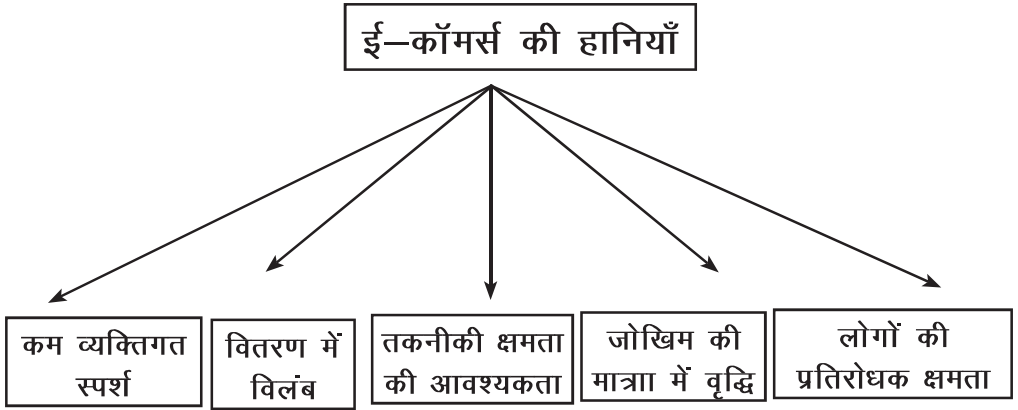 ई–कॉमर्स की हानियाँ
कम व्यक्तिगत
स्पर्श
वितरण में
विलंब
तकनीकी क्षमता
की आवश्यकता
जोखिम की
मात्राा में वृद्धि
लोगों की
प्रतिरोधक क्षमता